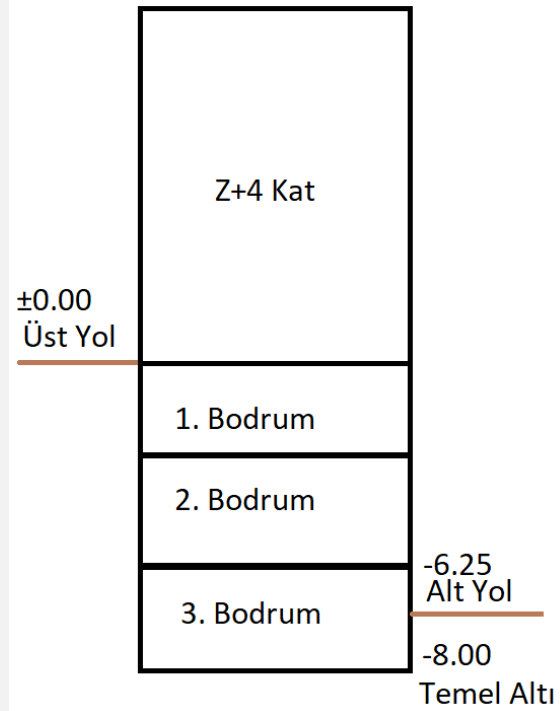 Z+4 Kat
±0.00
Üst Yol
1. Bodrum
2. Bodrum
-6.25
Alt Yol
3. Bodrum
-8.00
Temel Altı